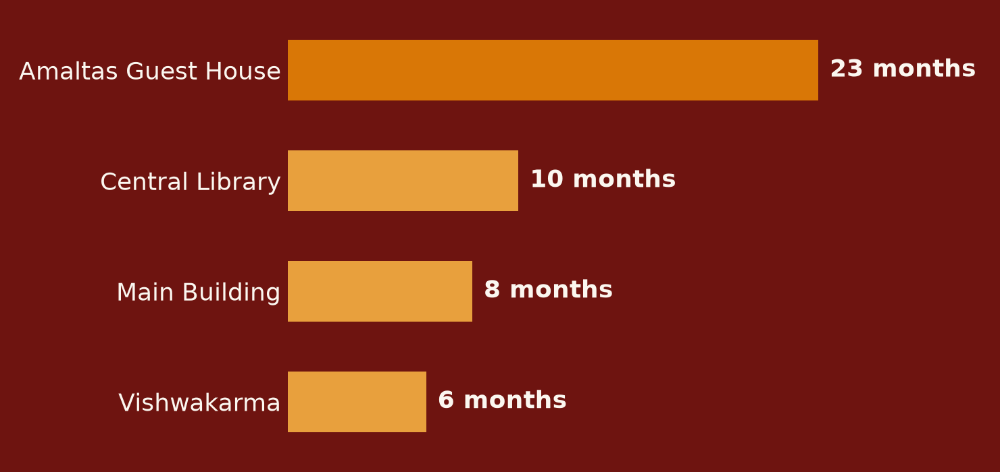 Amaltas Guest House 23 months
Central Library 10 months
Main Building 8 months
Vishwakarma 6 months